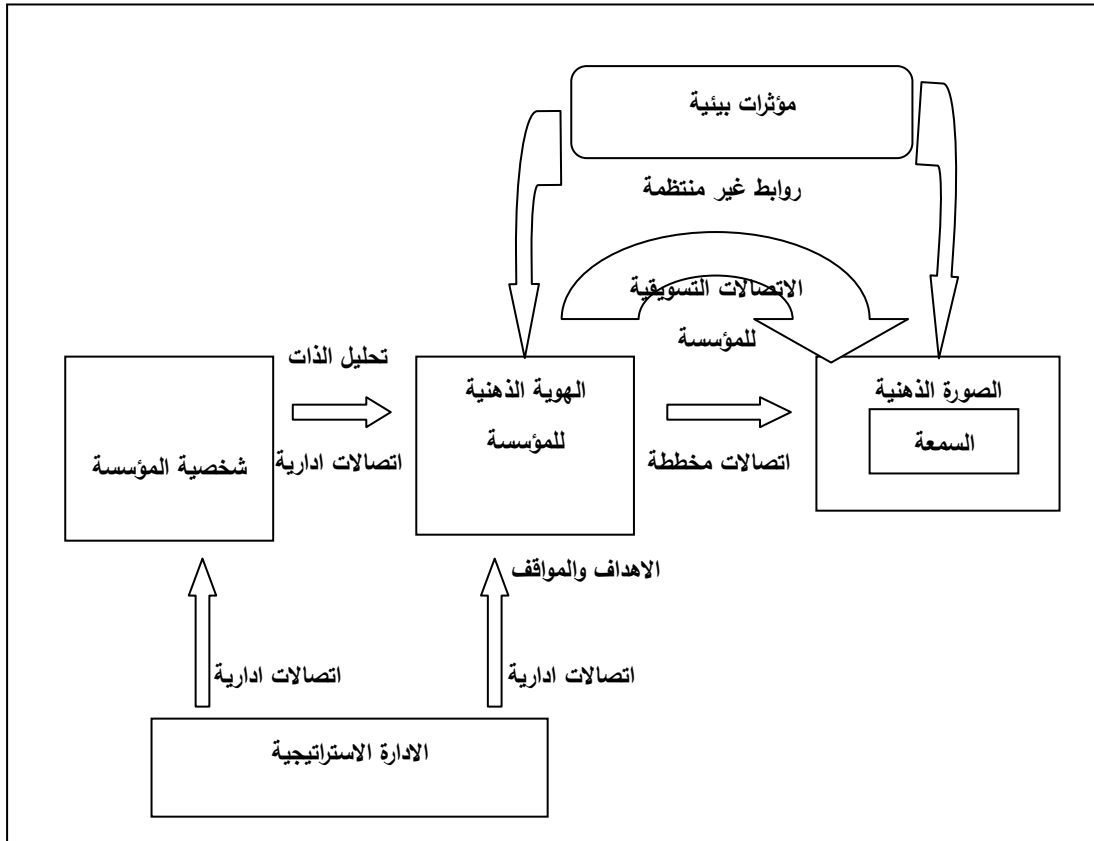 مؤثرات بيئية
روابط غير منتظمة
الاتصالات التسويقية
للمؤسسة
تحليل الذات
الهوية الذهنية
للمؤسسة
الصورة الذهنية
السمعة
شخصية المؤسسة
اتصالات ادارية
اتصالات مخططة
الاهداف والمواقف
اتصالات ادارية
اتصالات ادارية
الادارة الاستراتيجية